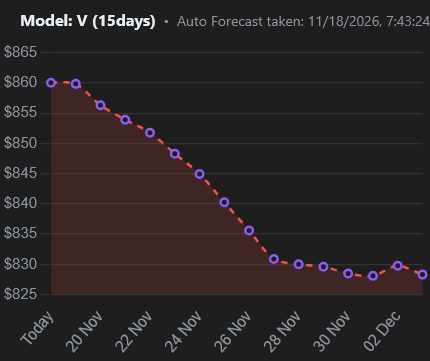 Model: V (15days) • Auto Forecast taken: 11/18/2026, 7:43:24
$865
$860
$855
$850
$845
$840
$835
$830
$825
Today
20 Nov
22 Nov
24 Nov
26 Nov
28 Nov
30 Nov
02 Dec